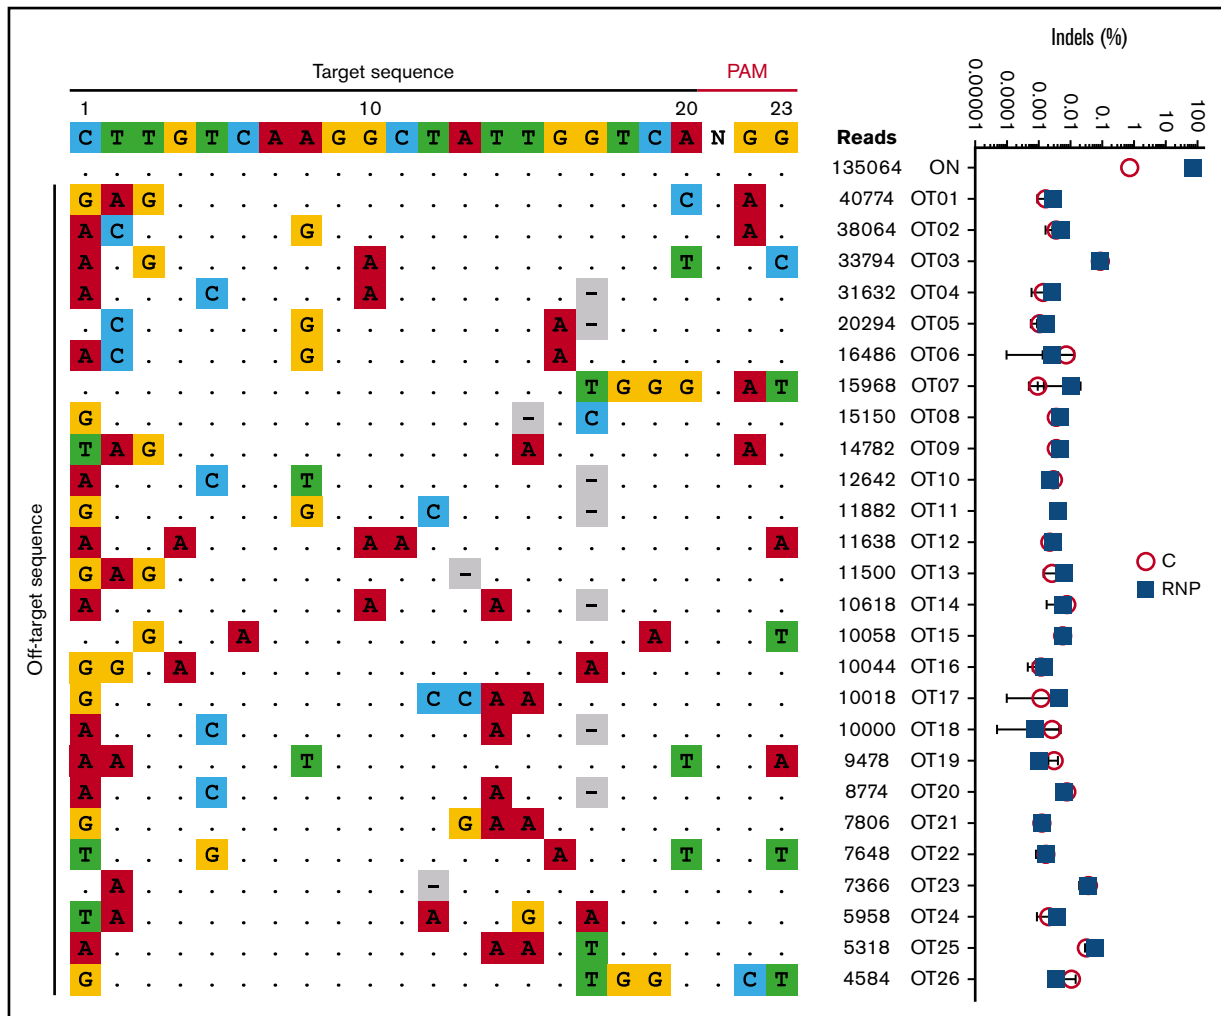 Indels (%)
Target sequence PAM
0.00001 0.0001 0.001 0.01 0.1 1 10 100
1 10 20 23
C T T G T C A A G G C T A T T G G T C A N G G Reads
. . . . . . . . . . . . . . . . . . . . . . . 135064 ON
G A G . . . . . . . . . . . . . . . . C . A . 40774 OT01
A C . . . . . G . . . . . . . . . . . . . A . 38064 OT02
A . G . . . . . . A . . . . . . . . . T . . C 33794 OT03
A . . . C . . . . A . . . . . . - . . . . . . 31632 OT04
. C . . . . . G . . . . . . . A - . . . . . . 20294 OT05
A C . . . . . G . . . . . . . A . . . . . . . 16486 OT06
. . . . . . . . . . . . . . . . T G G G . A T 15968 OT07
G . . . . . . . . . . . . . - . C . . . . . . 15150 OT08
T A G . . . . . . . . . . . A . . . . . . A . 14782 OT09
A . . . C . . T . . . . . . . . - . . . . . . 12642 OT10
G . . . . . . G . . . C . . . . - . . . . . . 11882 OT11
A . . A . . . . . A A . . . . . . . . . . . A 11638 OT12
G A G . . . . . . . . . - . . . . . . . . . . 11500 OT13
A . . . . . . . . A . . . A . . - . . . . . . 10618 OT14
. . G . . A . . . . . . . . . . . . A . . . T 10058 OT15
G G . A . . . . . . . . . . . . A . . . . . . 10044 OT16
G . . . . . . . . . . C C A A . . . . . . . . 10018 OT17
A . . . C . . . . . . . . A . . - . . . . . . 10000 OT18
A A . . . . . T . . . . . . . . . . . T . . A 9478 OT19
A . . . C . . . . . . . . A . . - . . . . . . 8774 OT20
G . . . . . . . . . . . G A A . . . . . . . . 7806 OT21
T . . . G . . . . . . . . . . A . . . T . . T 7648 OT22
. A . . . . . . . . . - . . . . . . . . . . . 7366 OT23
T A . . . . . . . . . A . . G . A . . . . . . 5958 OT24
A . . . . . . . . . . . . A A . T . . . . . . 5318 OT25
G . . . . . . . . . . . . . . . T G G . . C T 4584 OT26
Off-target sequence
C
RNP